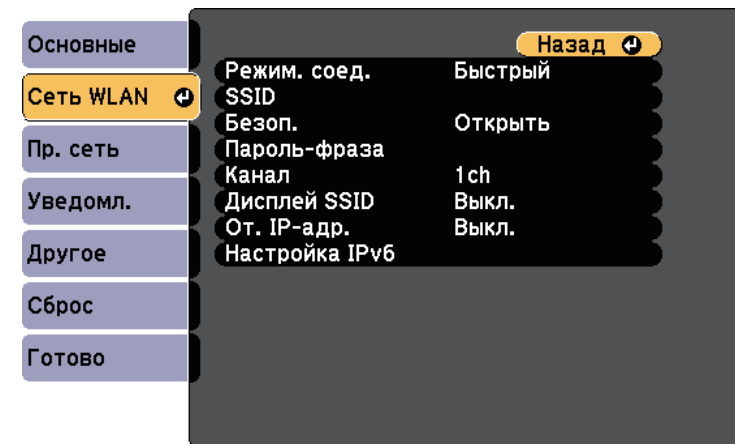 Основные
Сеть WLAN
Пр. сеть
Уведомл.
Другое
Сброс
Готово
Назад
Режим. соед. Быстрый
SSID
Безоп. Открыть
Пароль-фраза
Канал 1ch
Дисплей SSID Выкл.
От. IP-адр. Выкл.
Настройка IPv6